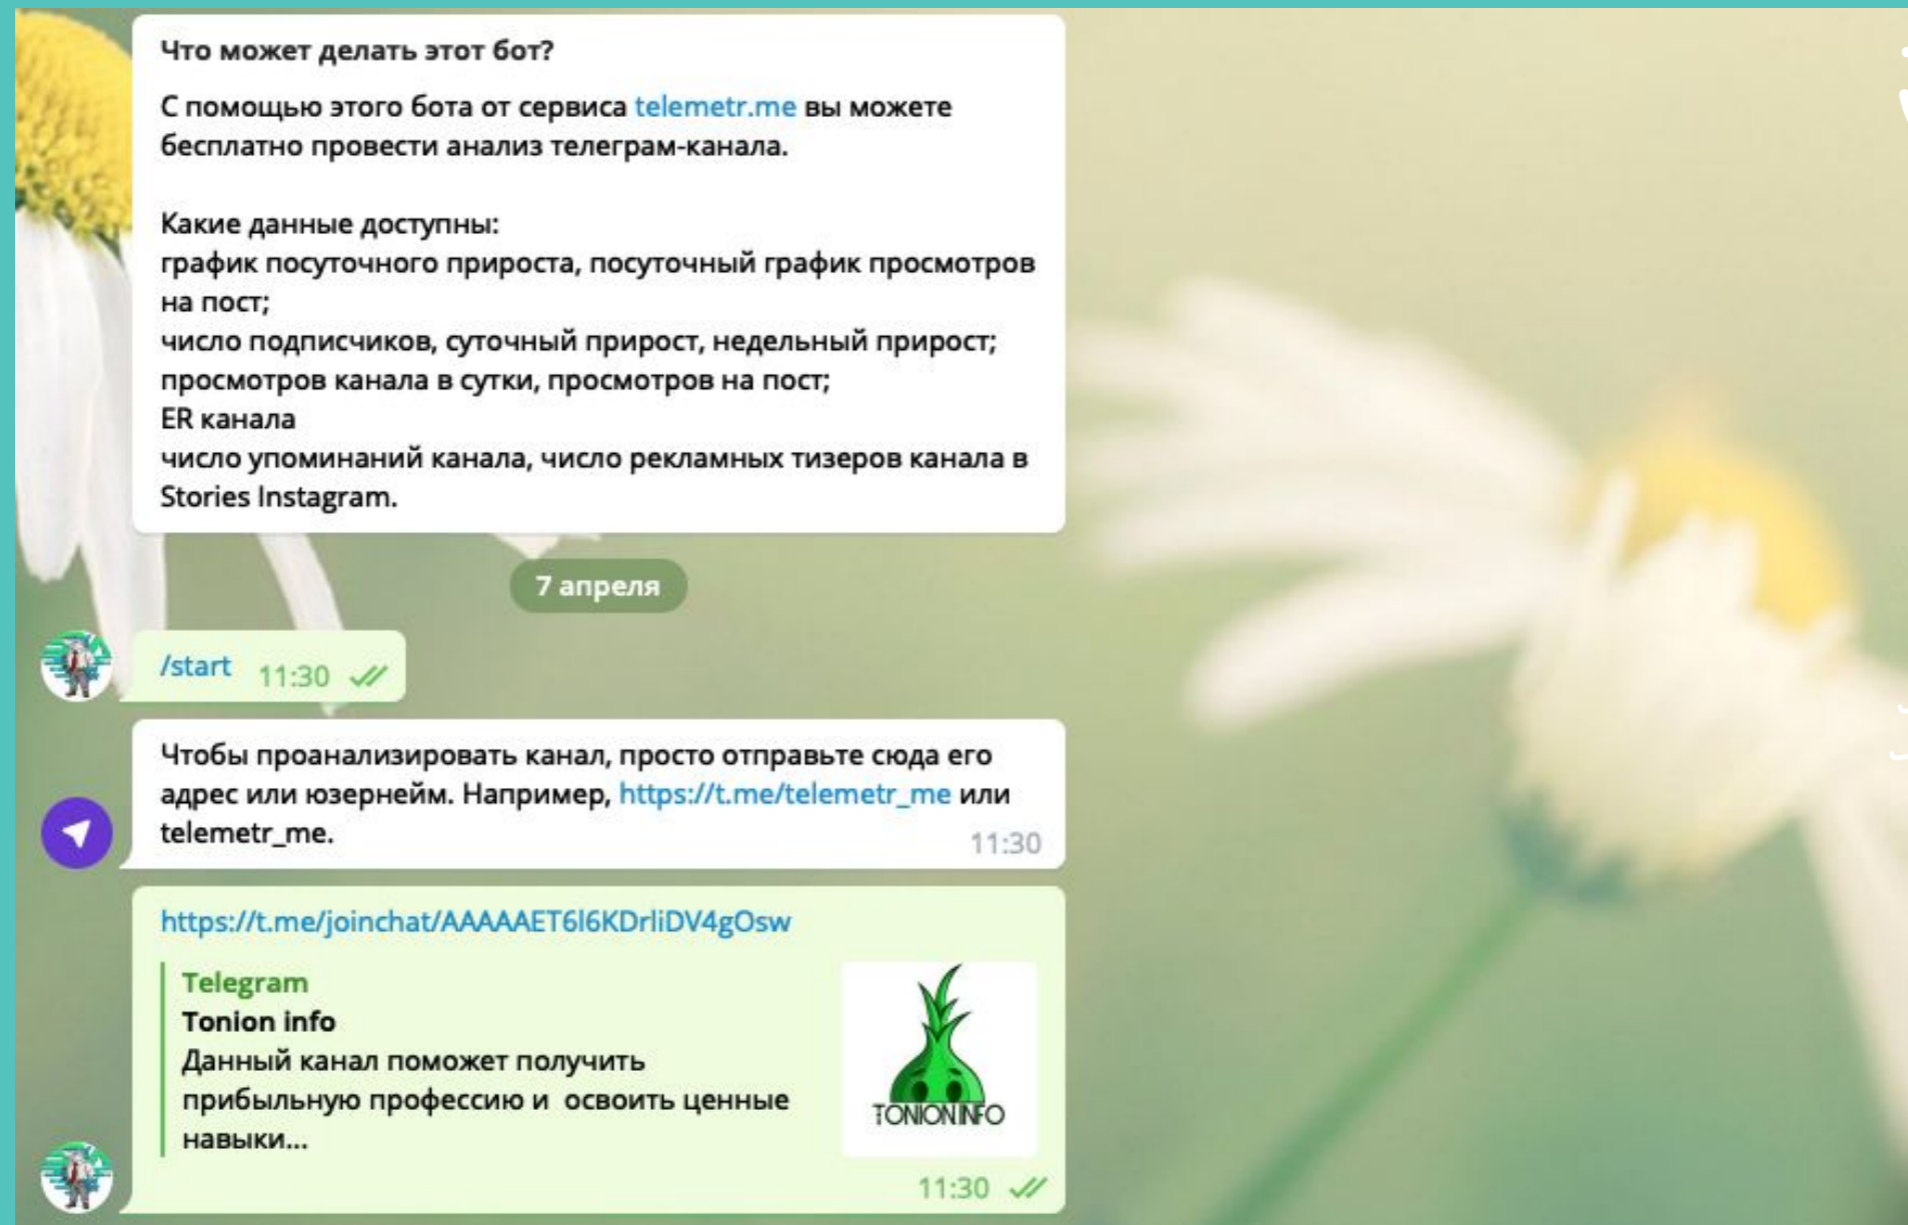 Что может делать этот бот?
С помощью этого бота от сервиса telemetr.me вы можете
бесплатно провести анализ телеграм-канала.
Какие данные доступны:
график посуточного прироста, посуточный график просмотров
на пост;
число подписчиков, суточный прирост, недельный прирост;
просмотров канала в сутки, просмотров на пост;
ER канала
число упоминаний канала, число рекламных тизеров канала в
Stories Instagram.
7 апреля
/start 11:30
Чтобы проанализировать канал, просто отправьте сюда его
адрес или юзернейм. Например, https://t.me/telemetr_me или
telemetr_me.
11:30
https://t.me/joinchat/AAAAAET6l6KDrliDV4gOsw
Telegram
Tonion info
Данный канал поможет получить
прибыльную профессию и освоить ценные
навыки...
TONION INFO
11:30